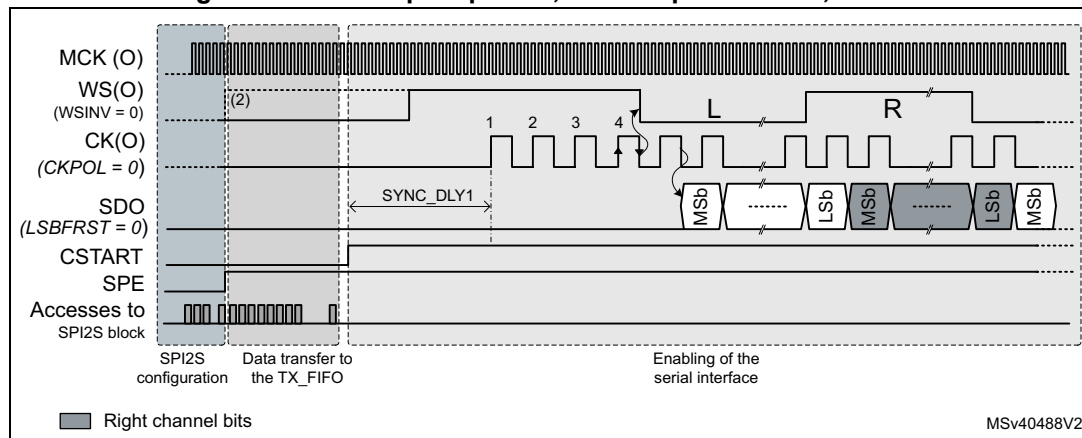 MCK (O)
WS(O)
(WSINV = 0)
(2)
L
R
CK(O)
(CKPOL = 0)
1 2 3 4
SYNC_DLY1
SDO
(LSBFRST = 0)
MSb
--------
LSb
MSb
--------
LSb
MSb
CSTART
SPE
Accesses to
SPI2S block
SPI2S
configuration
Data transfer to
the TX_FIFO
Enabling of the
serial interface
Right channel bits
MSv40488V2